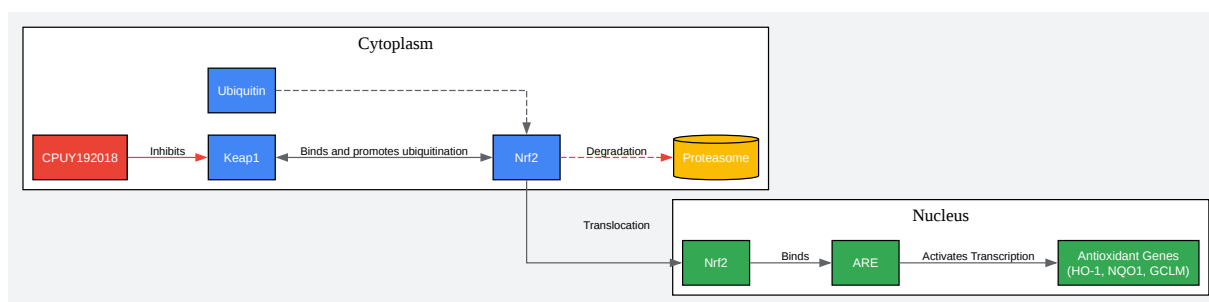 Cytoplasm
Ubiquitin
CPUY192018
Inhibits
Keap1
Binds and promotes ubiquitination
Nrf2
Degradation
Proteasome
Translocation
Nucleus
Nrf2
Binds
ARE
Activates Transcription
Antioxidant Genes
(HO-1, NQO1, GCLM)